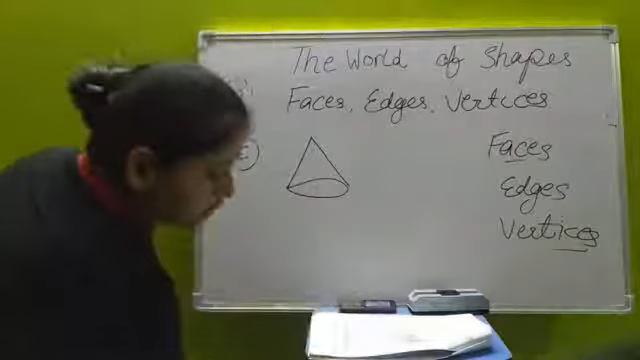 The World of Shapes
Faces, Edges, Vertices
Faces
Edges
Vertices